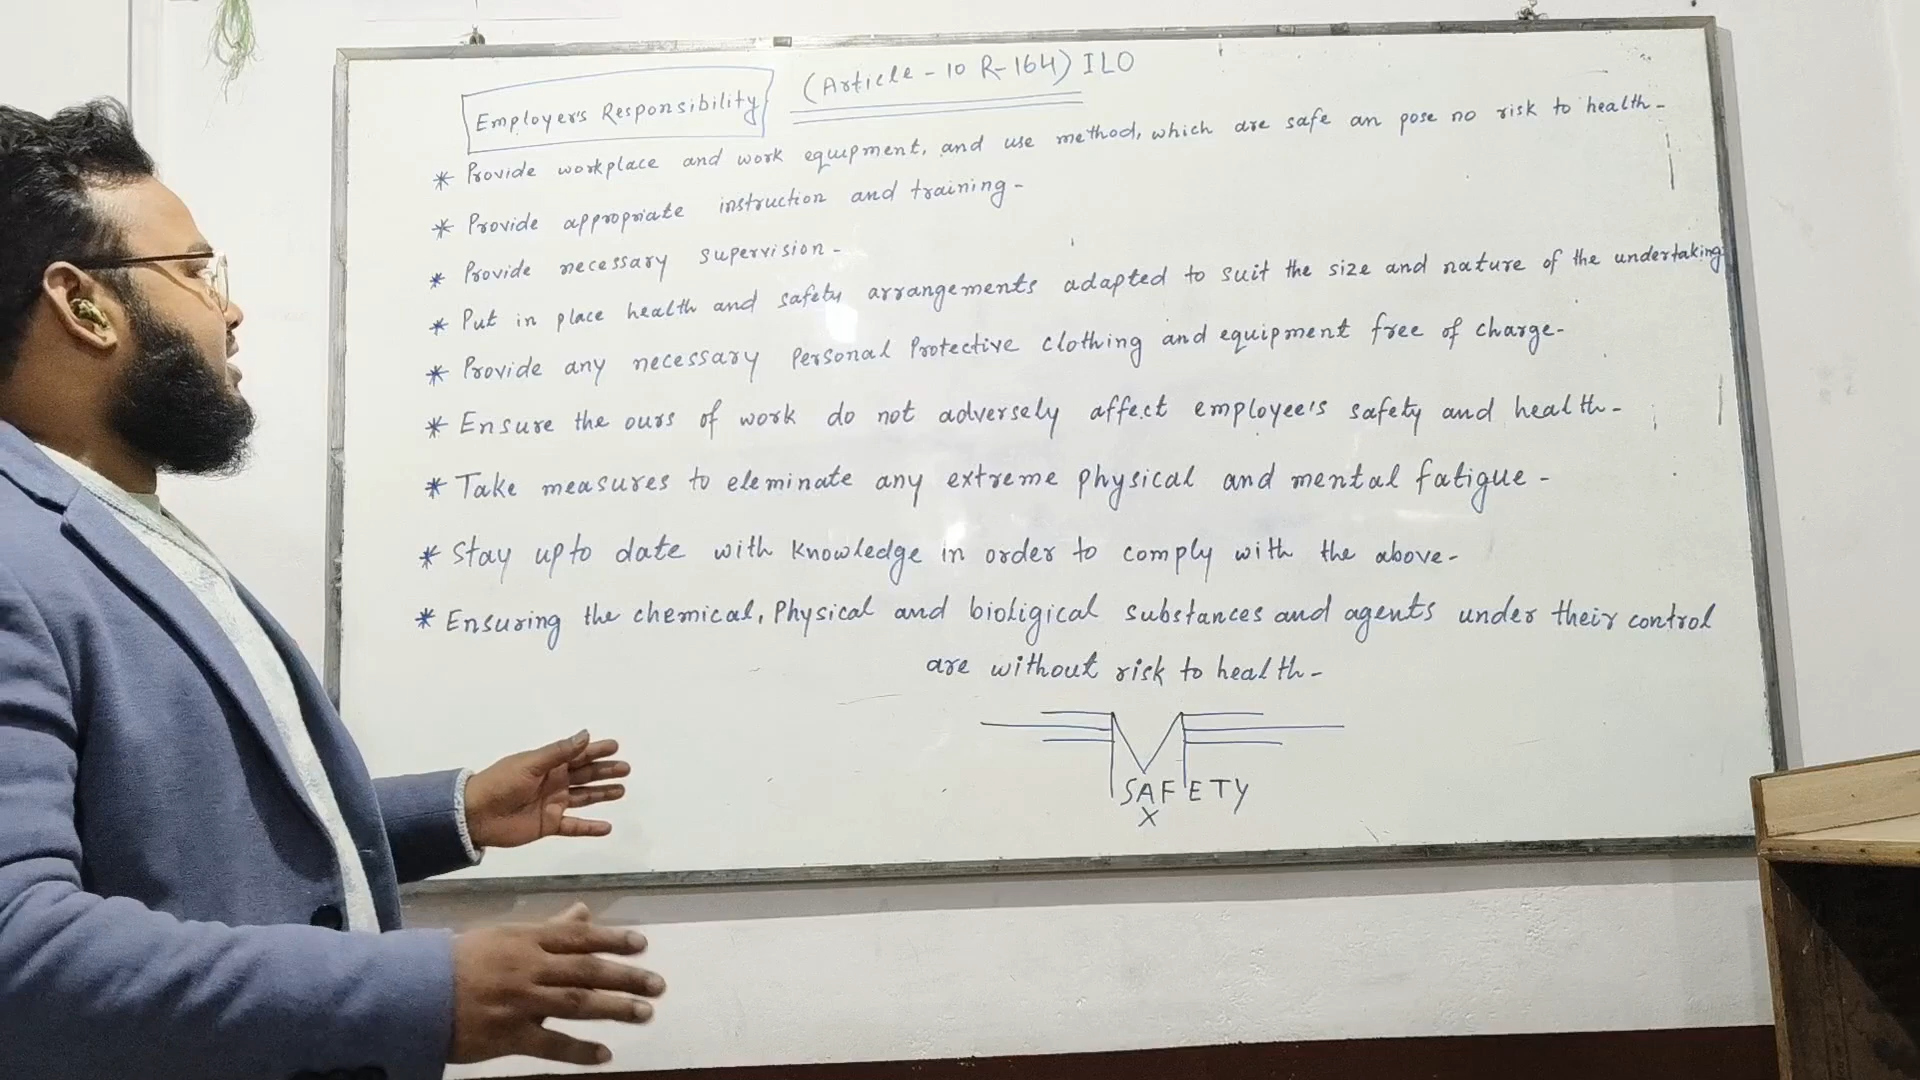 Employer's Responsibility (Article - 10 R-164) ILO
* Provide workplace and work equipment, and use method, which are safe an pose no risk to health -
* Provide appropriate instruction and training -
* Provide necessary supervision -
* Put in place health and safety arrangements adapted to suit the size and nature of the undertaking
* Provide any necessary Personal Protective clothing and equipment free of charge -
* Ensure the ours of work do not adversely affect employee's safety and health -
* Take measures to eleminate any extreme physical and mental fatigue -
* Stay upto date with knowledge in order to comply with the above -
* Ensuring the chemical, Physical and bioligical substances and agents under their control
are without risk to health -
M
SAFETY
X